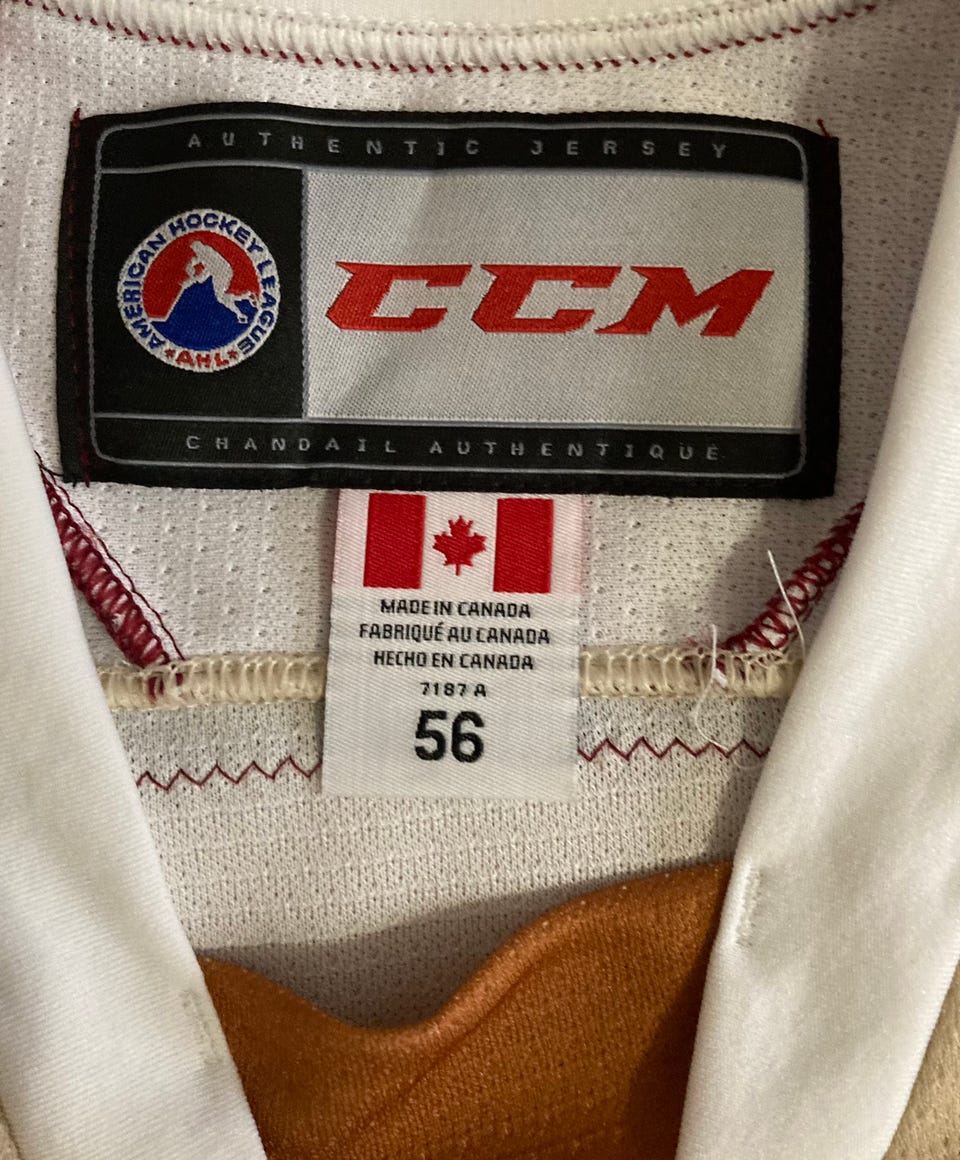 AUTHENTIC JERSEY
AMERICAN HOCKEY LEAGUE
AHL
CCM
CHANDAIL AUTHENTIQUE
MADE IN CANADA
FABRIQUÉ AU CANADA
HECHO EN CANADA
7187 A
56